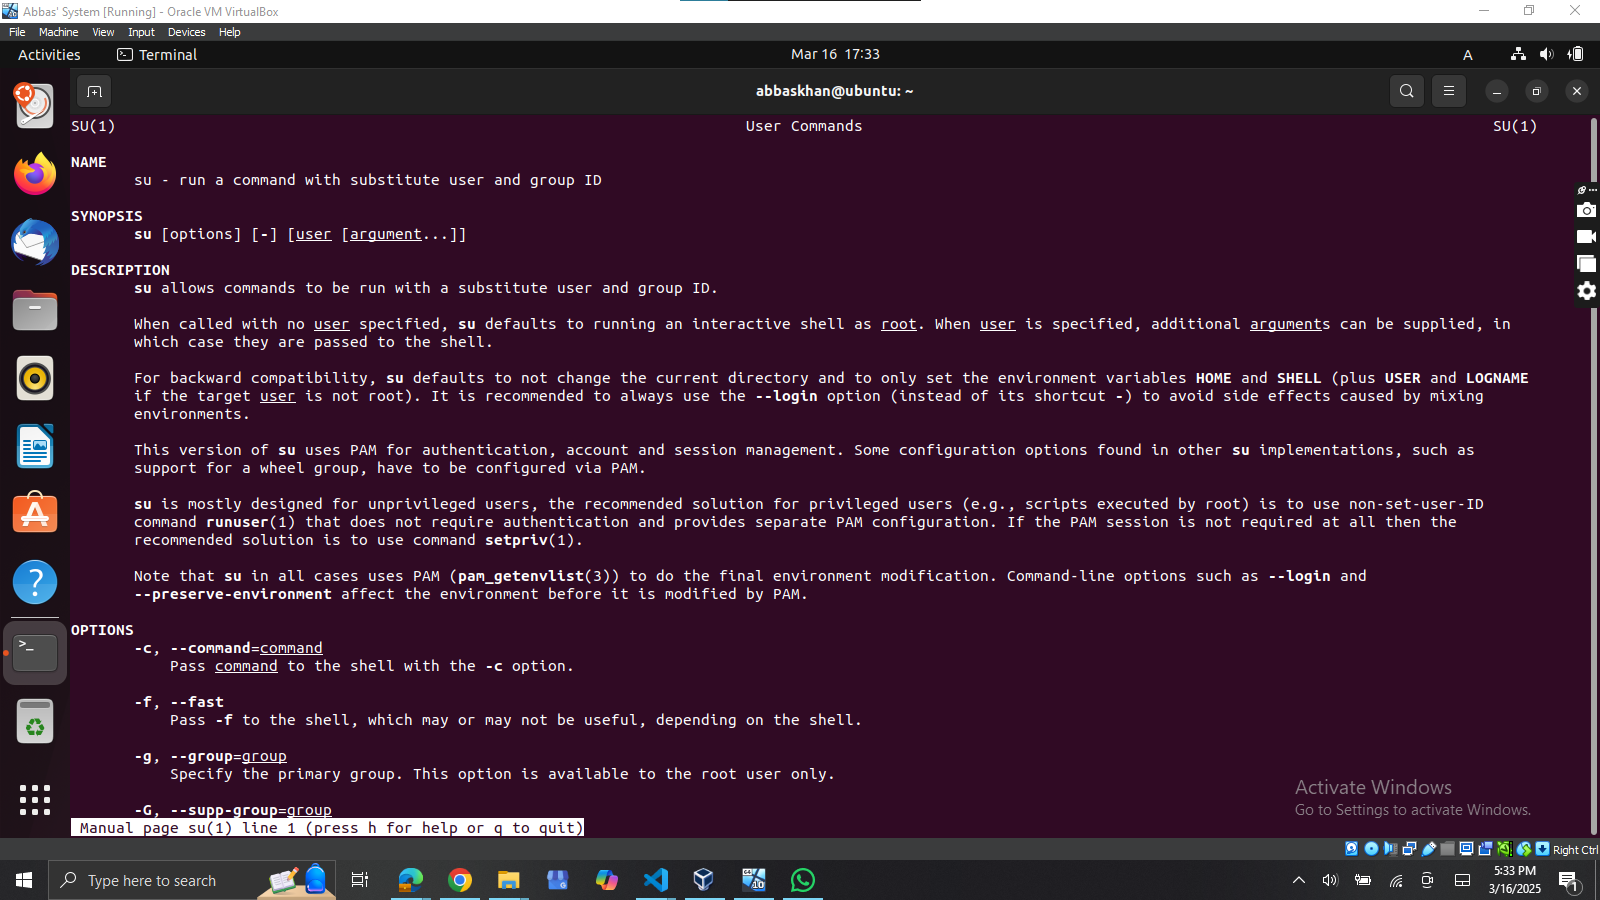 Abbas' System [Running] - Oracle VM VirtualBox
File Machine View Input Devices Help
Activities Terminal Mar 16 17:33 A
abbaskhan@ubuntu: ~
SU(1) User Commands SU(1)
NAME
su - run a command with substitute user and group ID
SYNOPSIS
su [options] [-] [user [argument...]]
DESCRIPTION
su allows commands to be run with a substitute user and group ID.
When called with no user specified, su defaults to running an interactive shell as root. When user is specified, additional arguments can be supplied, in
which case they are passed to the shell.
For backward compatibility, su defaults to not change the current directory and to only set the environment variables HOME and SHELL (plus USER and LOGNAME
if the target user is not root). It is recommended to always use the --login option (instead of its shortcut -) to avoid side effects caused by mixing
environments.
This version of su uses PAM for authentication, account and session management. Some configuration options found in other su implementations, such as
support for a wheel group, have to be configured via PAM.
su is mostly designed for unprivileged users, the recommended solution for privileged users (e.g., scripts executed by root) is to use non-set-user-ID
command runuser(1) that does not require authentication and provides separate PAM configuration. If the PAM session is not required at all then the
recommended solution is to use command setpriv(1).
Note that su in all cases uses PAM (pam_getenvlist(3)) to do the final environment modification. Command-line options such as --login and
--preserve-environment affect the environment before it is modified by PAM.
OPTIONS
-c, --command=command
Pass command to the shell with the -c option.
-f, --fast
Pass -f to the shell, which may or may not be useful, depending on the shell.
-g, --group=group
Specify the primary group. This option is available to the root user only.
-G, --supp-group=group
Manual page su(1) line 1 (press h for help or q to quit)
Activate Windows
Go to Settings to activate Windows.
Right Ctrl
Type here to search
5:33 PM
3/16/2025
1